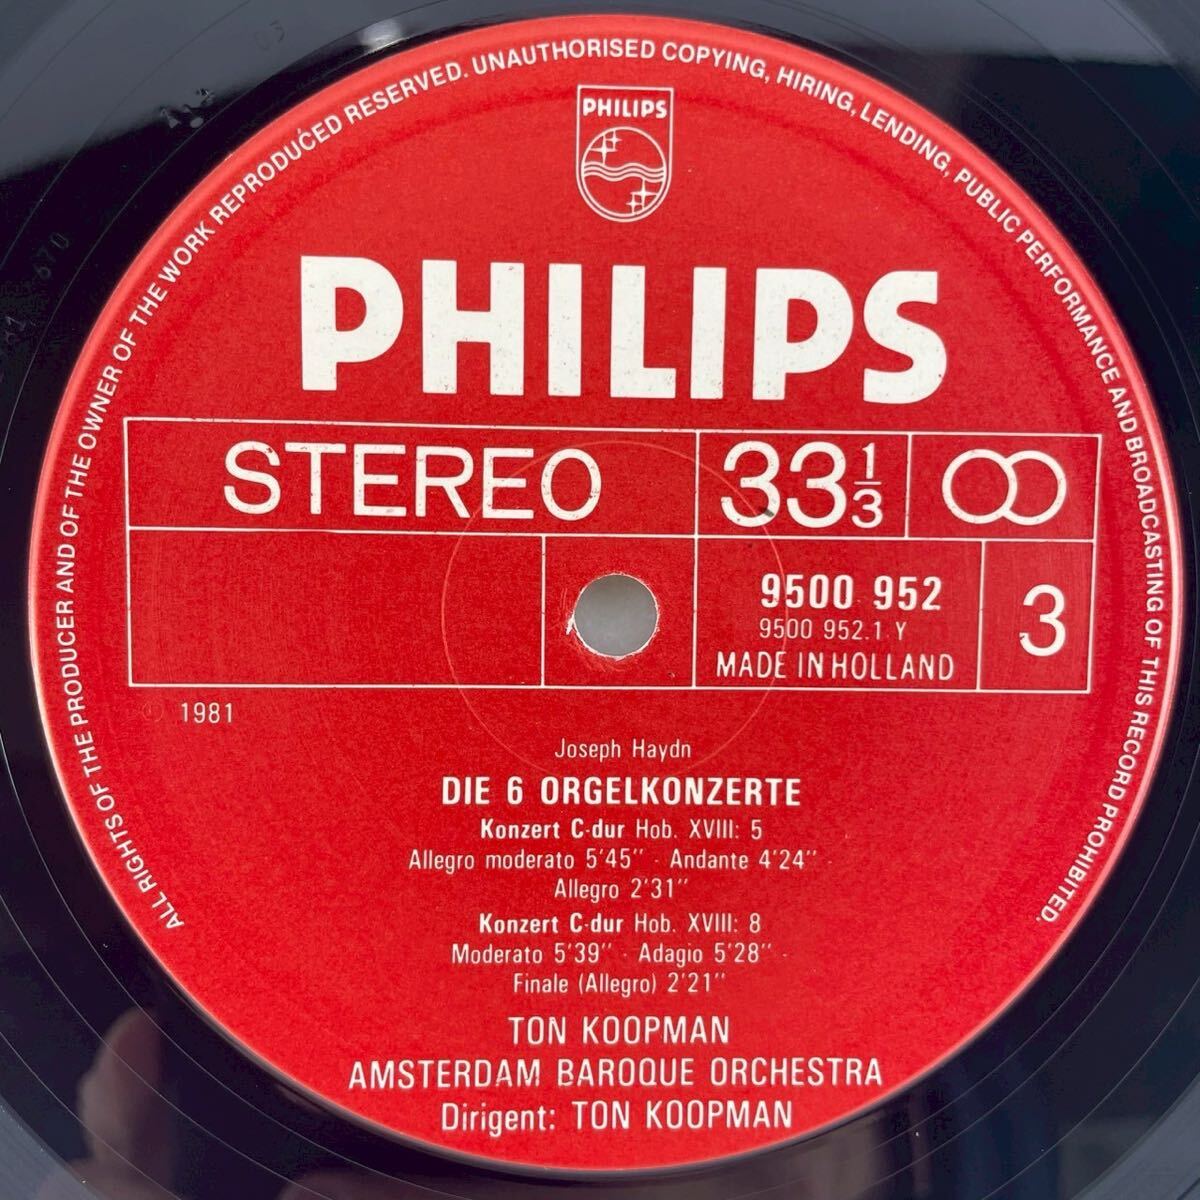 ALL RIGHTS OF THE PRODUCER AND OF THE OWNER OF THE WORK REPRODUCED RESERVED. UNAUTHORISED COPYING, HIRING, LENDING, PUBLIC PERFORMANCE AND BROADCASTING OF THIS RECORD PROHIBITED.
PHILIPS
PHILIPS
STEREO
33 1/3
9500 952
9500 952.1 Y
MADE IN HOLLAND
3
Ⓟ 1981
Joseph Haydn
DIE 6 ORGELKONZERTE
Konzert C-dur Hob. XVIII: 5
Allegro moderato 5'45'' · Andante 4'24'' ·
Allegro 2'31''
Konzert C-dur Hob. XVIII: 8
Moderato 5'39'' · Adagio 5'28'' ·
Finale (Allegro) 2'21''
TON KOOPMAN
AMSTERDAM BAROQUE ORCHESTRA
Dirigent: TON KOOPMAN